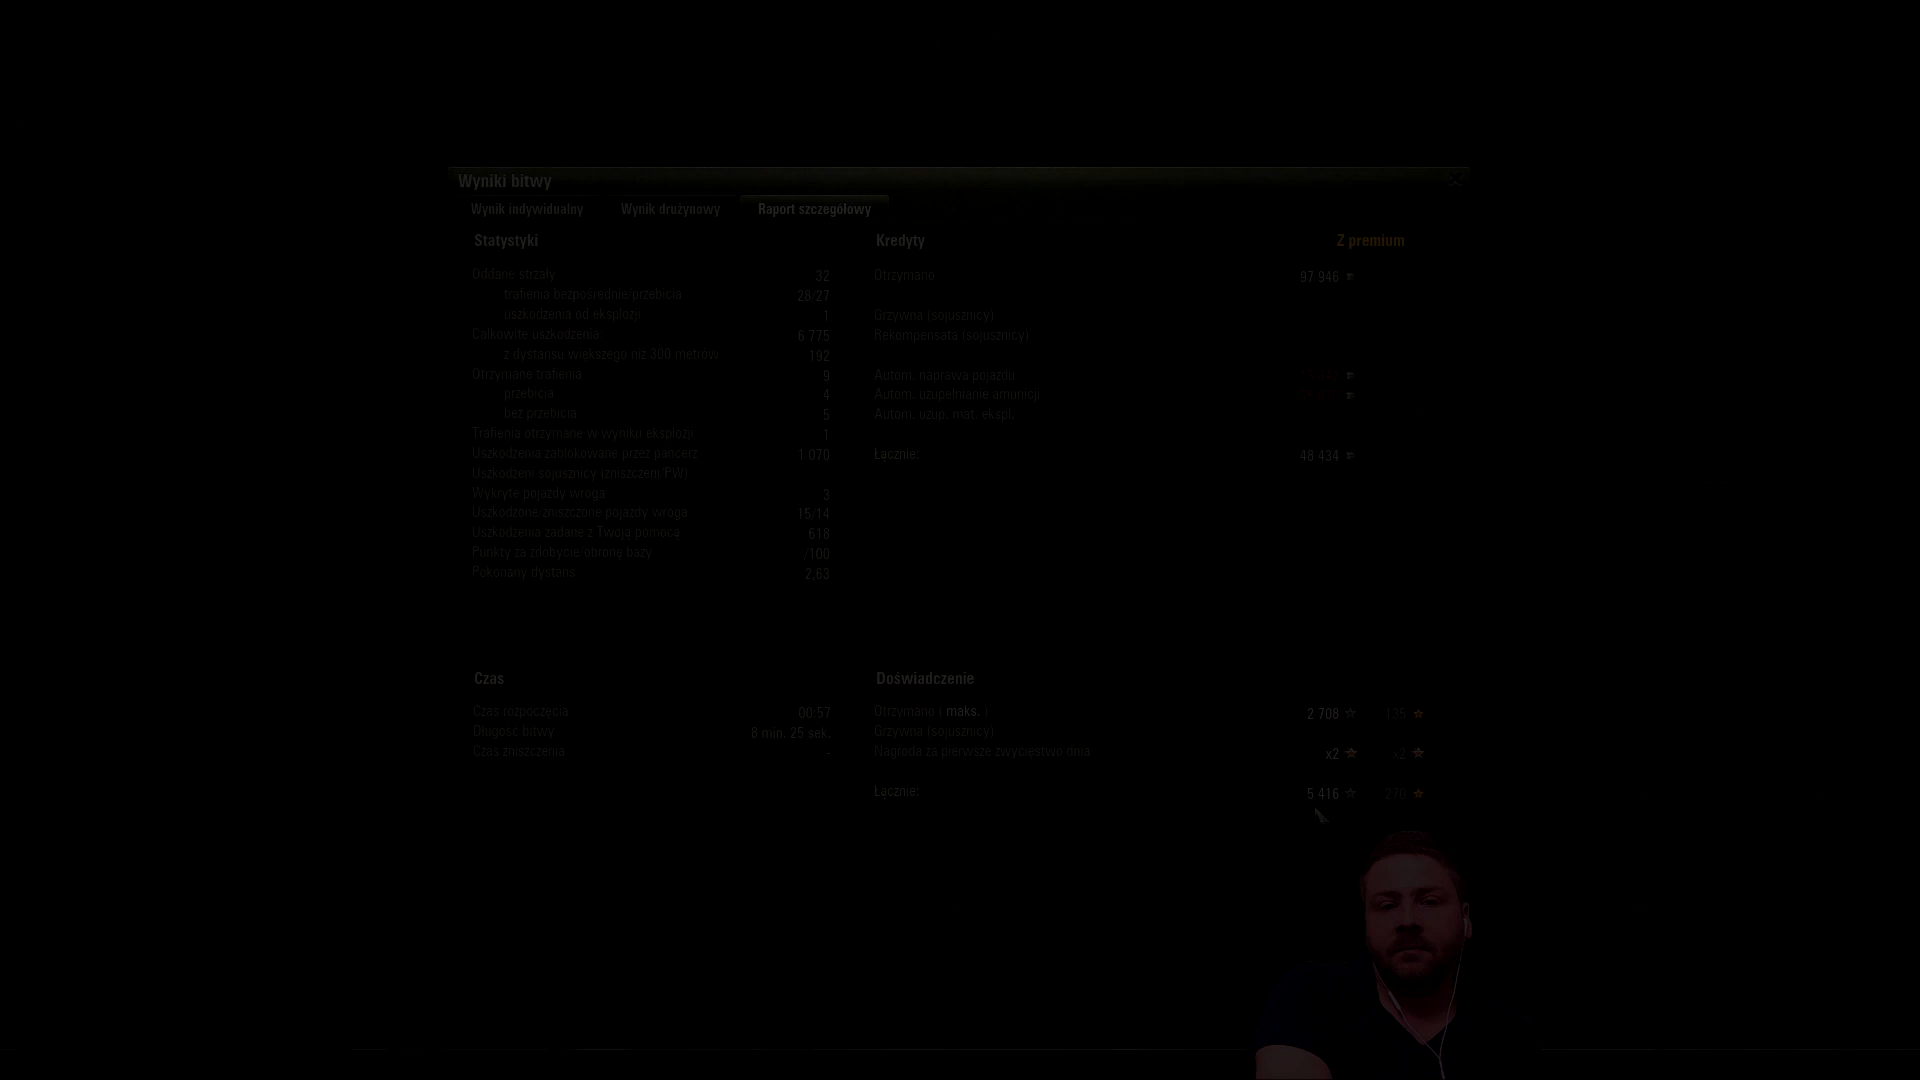 Wyniki bitwy
Wynik indywidualny Wynik drużynowy Raport szczegółowy
Statystyki
Oddane strzały 32
trafienia bezpośrednie/przebicia 28/27
uszkodzenia od eksplozji 1
Całkowite uszkodzenia 6 775
z dystansu większego niż 300 metrów 192
Otrzymane trafienia 9
przebicia 4
bez przebicia 5
Trafienia otrzymane w wyniku eksplozji 1
Uszkodzenia zablokowane przez pancerz 1 070
Uszkodzeni sojusznicy (zniszczeni/PW)
Wykryte pojazdy wroga 3
Uszkodzone/zniszczone pojazdy wroga 15/14
Uszkodzenia zadane z Twoją pomocą 618
Punkty za zdobycie/obronę bazy /100
Pokonany dystans 2,63
Kredyty Z premium
Otrzymano 97 946
Grzywna (sojusznicy)
Rekompensata (sojusznicy)
Autom. naprawa pojazdu
Autom. uzupełnianie amunicji
Autom. uzup. mat. ekspl.
Łącznie: 48 434
Czas
Czas rozpoczęcia 00:57
Długość bitwy 8 min. 25 sek.
Czas zniszczenia -
Doświadczenie
Otrzymano ( maks. ) 2 708 135
Grzywna (sojusznicy)
Nagroda za pierwsze zwycięstwo dnia x2 x2
Łącznie: 5 416 270